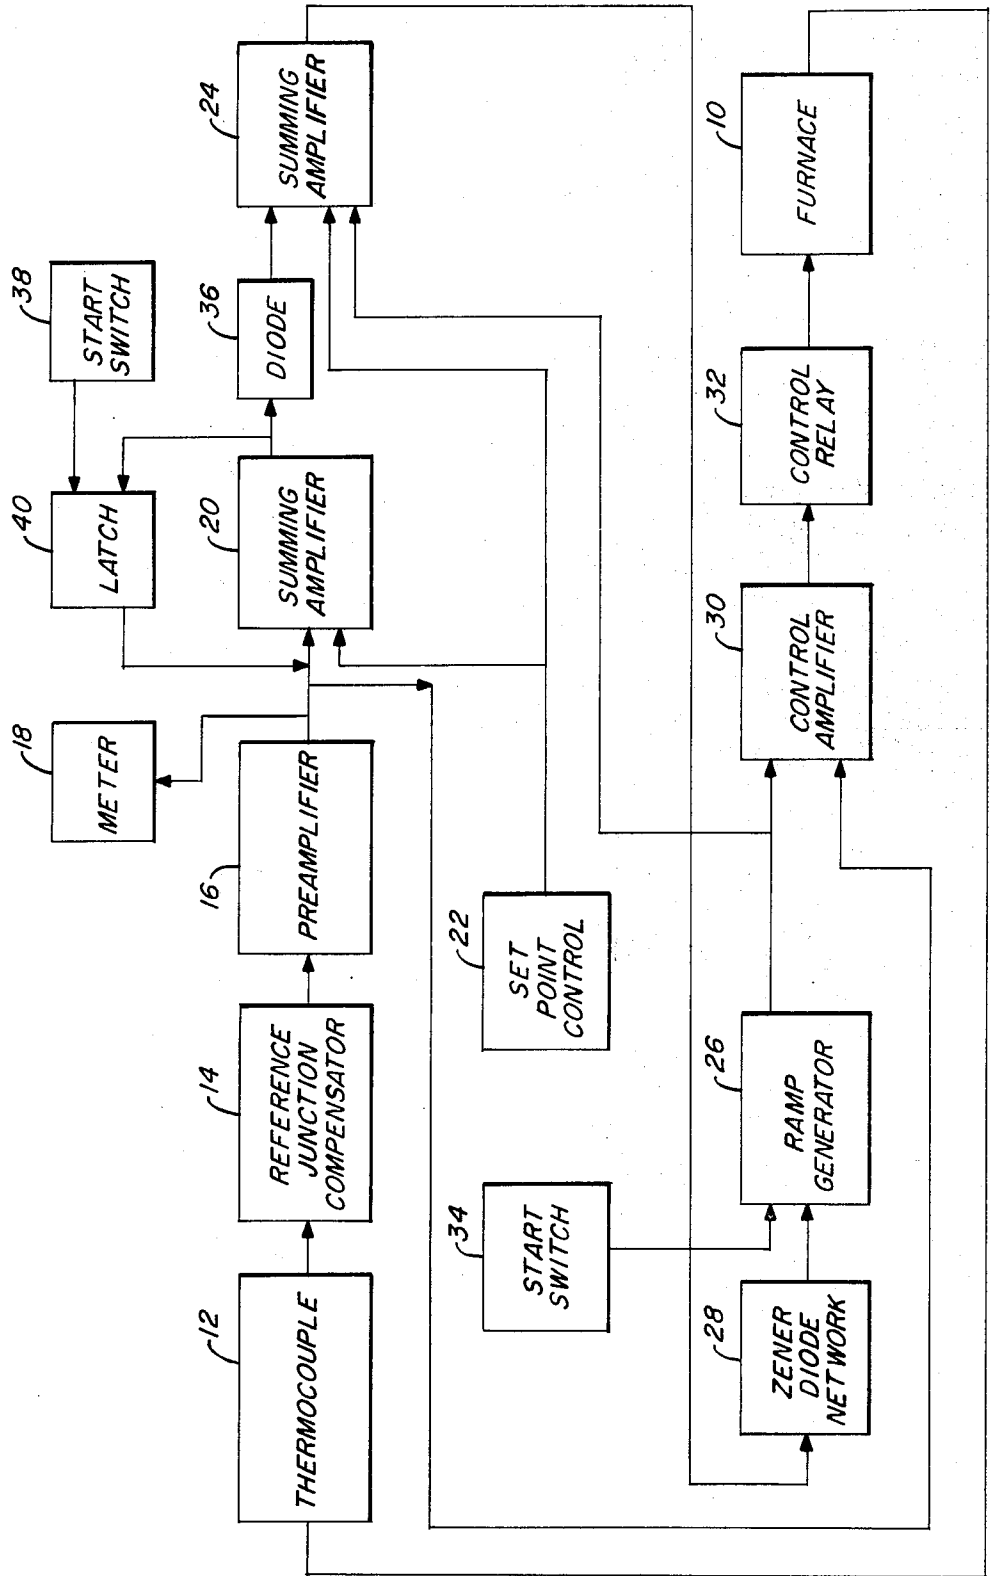 38
START
SWITCH
24
SUMMING
AMPLIFIER
40
LATCH
36
DIODE
20
SUMMING
AMPLIFIER
18
METER
16
PREAMPLIFIER
14
REFERENCE
JUNCTION
COMPENSATOR
12
THERMOCOUPLE
22
SET
POINT
CONTROL
34
START
SWITCH
10
FURNACE
32
CONTROL
RELAY
30
CONTROL
AMPLIFIER
26
RAMP
GENERATOR
28
ZENER
DIODE
NETWORK